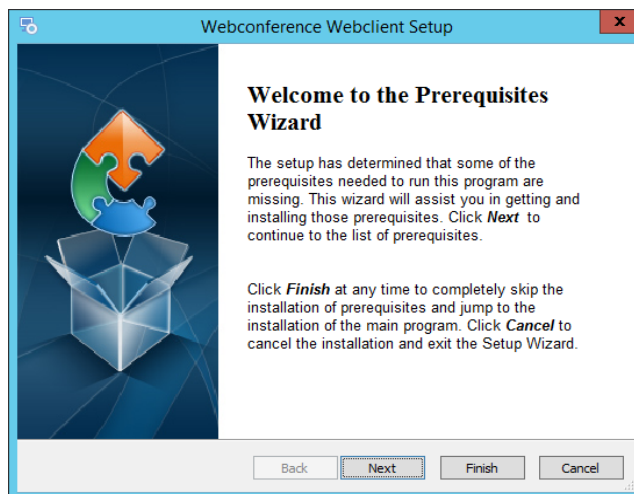 Webconference Webclient Setup
x
Welcome to the Prerequisites
Wizard
The setup has determined that some of the
prerequisites needed to run this program are
missing. This wizard will assist you in getting and
installing those prerequisites. Click Next to
continue to the list of prerequisites.
Click Finish at any time to completely skip the
installation of prerequisites and jump to the
installation of the main program. Click Cancel to
cancel the installation and exit the Setup Wizard.
Back Next Finish Cancel